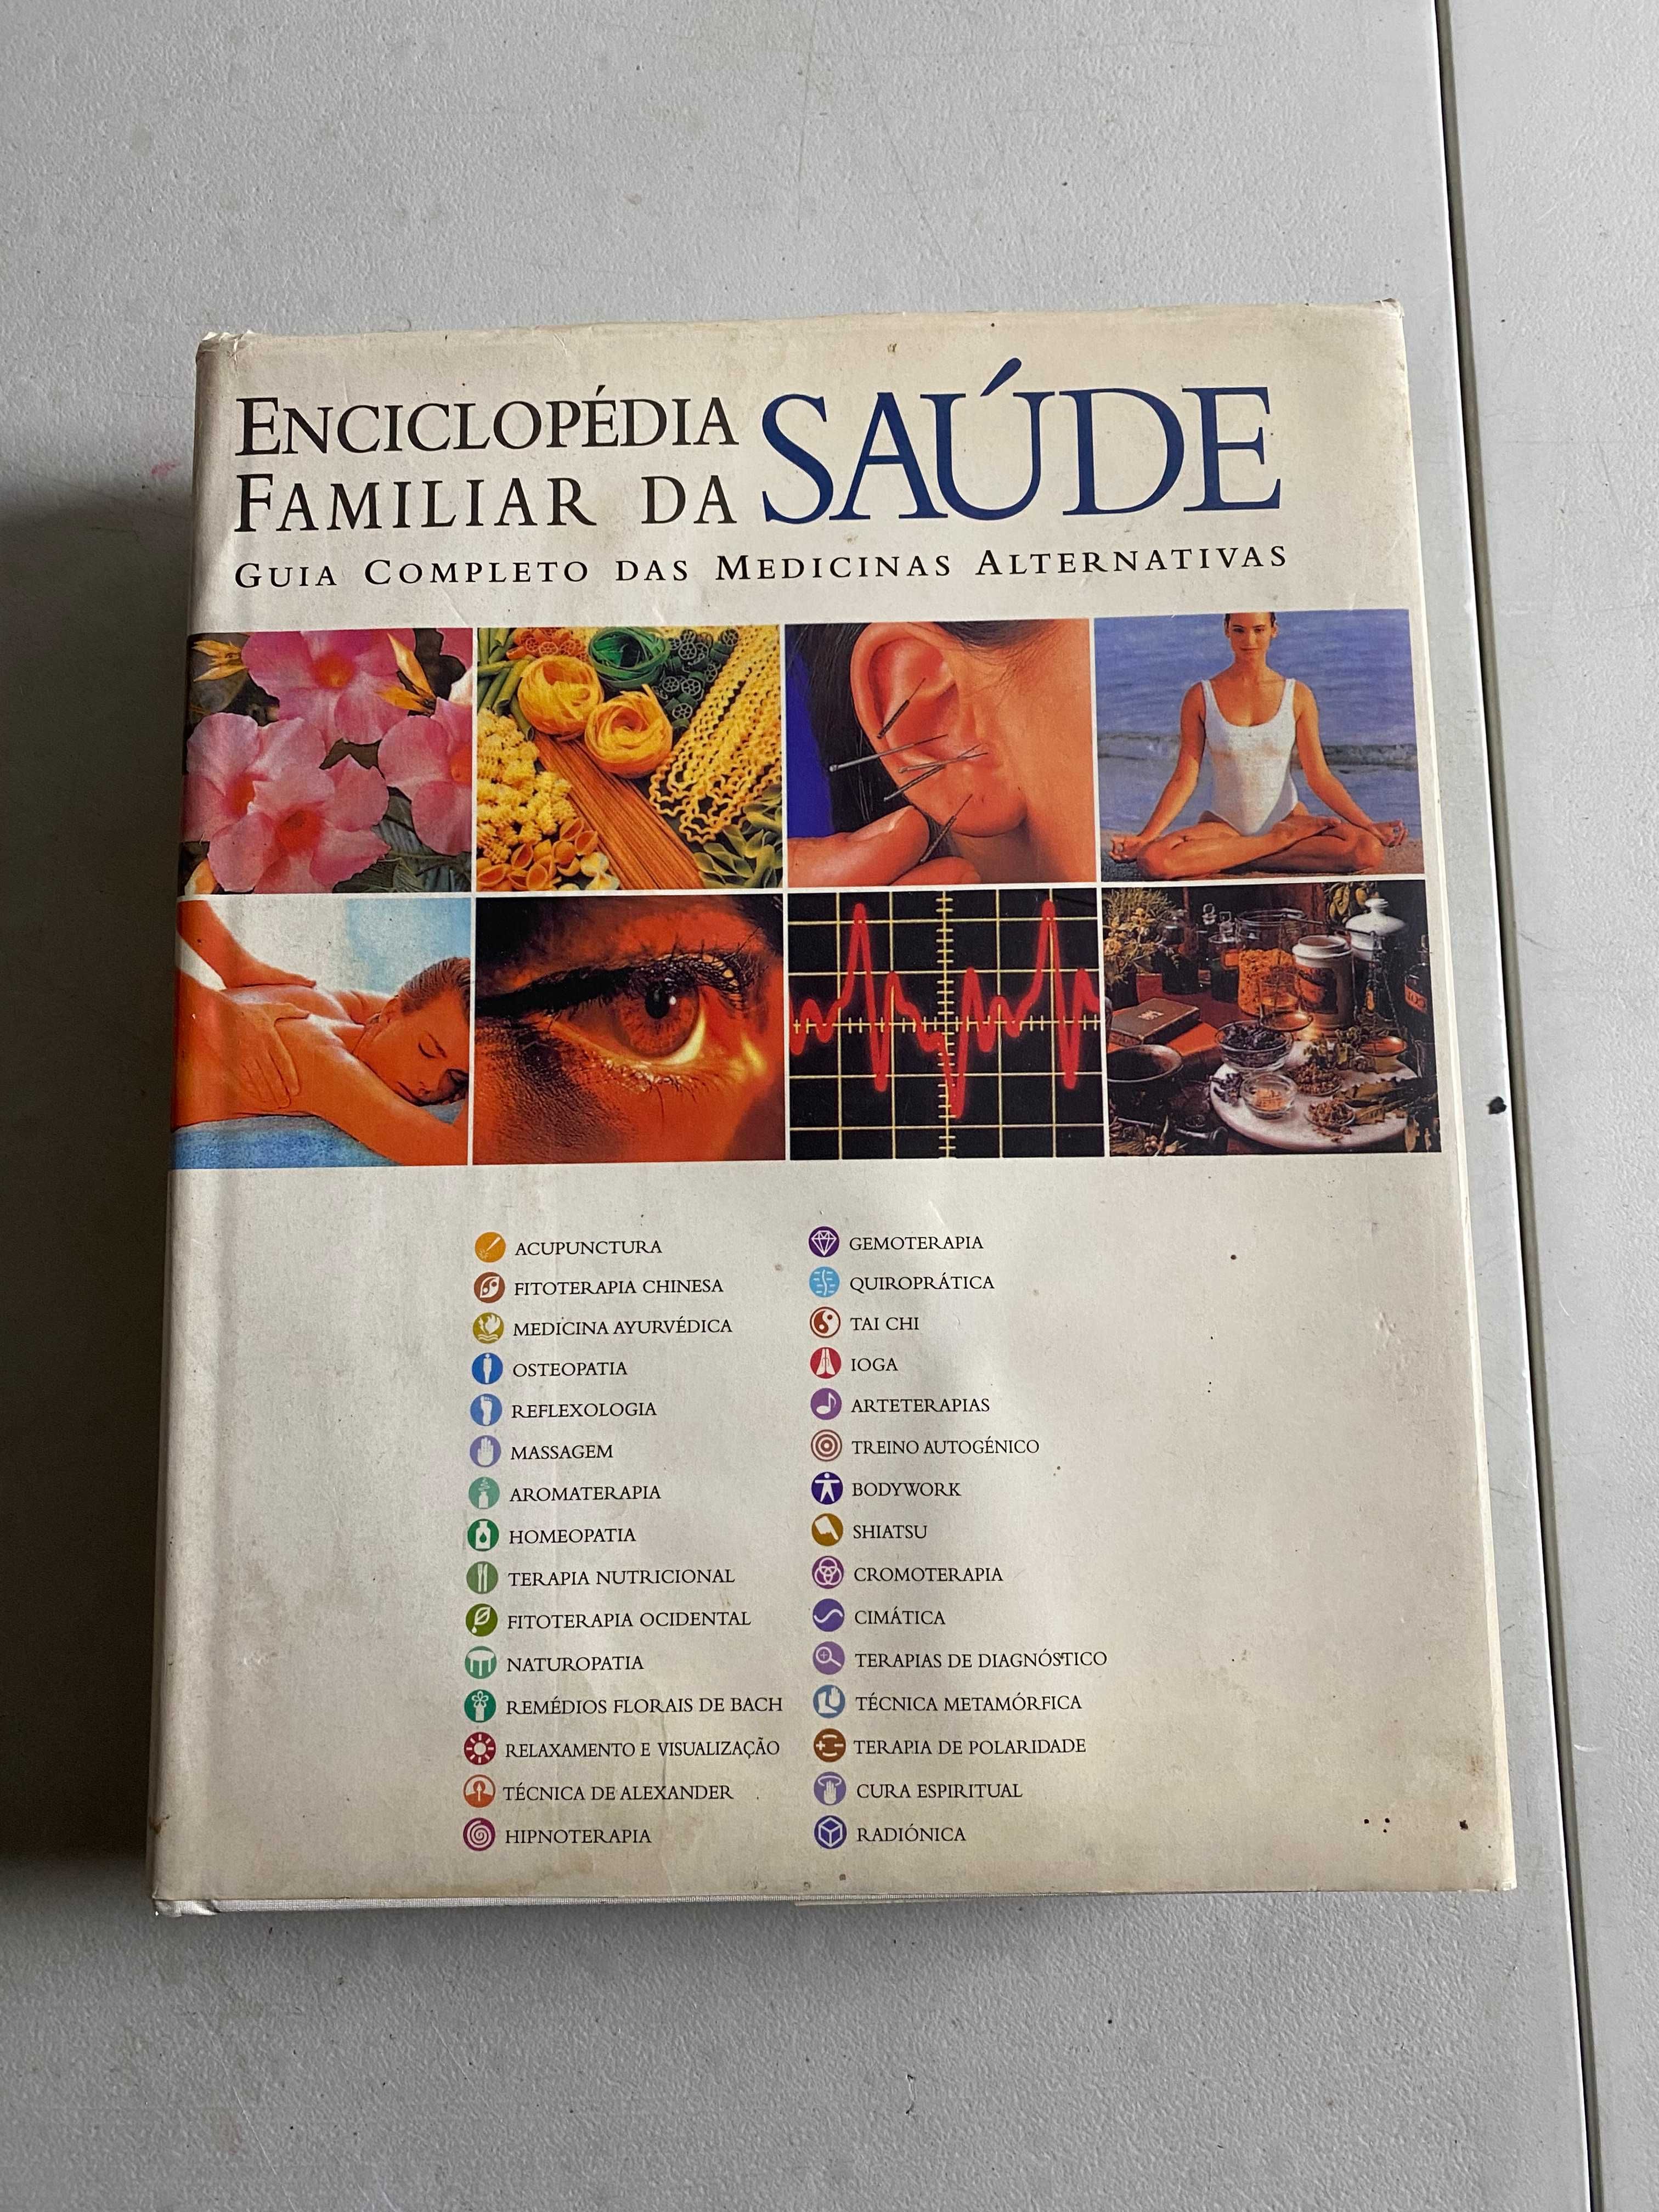 ENCICLOPÉDIA
FAMILIAR DA SAÚDE
GUIA COMPLETO DAS MEDICINAS ALTERNATIVAS
ACUPUNCTURA
FITOTERAPIA CHINESA
MEDICINA AYURVÉDICA
OSTEOPATIA
REFLEXOLOGIA
MASSAGEM
AROMATERAPIA
HOMEOPATIA
TERAPIA NUTRICIONAL
FITOTERAPIA OCIDENTAL
NATUROPATIA
REMÉDIOS FLORAIS DE BACH
RELAXAMENTO E VISUALIZAÇÃO
TÉCNICA DE ALEXANDER
HIPNOTERAPIA
GEMOTERAPIA
QUIROPRÁTICA
TAI CHI
IOGA
ARTETERAPIAS
TREINO AUTOGÉNICO
BODYWORK
SHIATSU
CROMOTERAPIA
CIMÁTICA
TERAPIAS DE DIAGNÓSTICO
TÉCNICA METAMÓRFICA
TERAPIA DE POLARIDADE
CURA ESPIRITUAL
RADIÓNICA